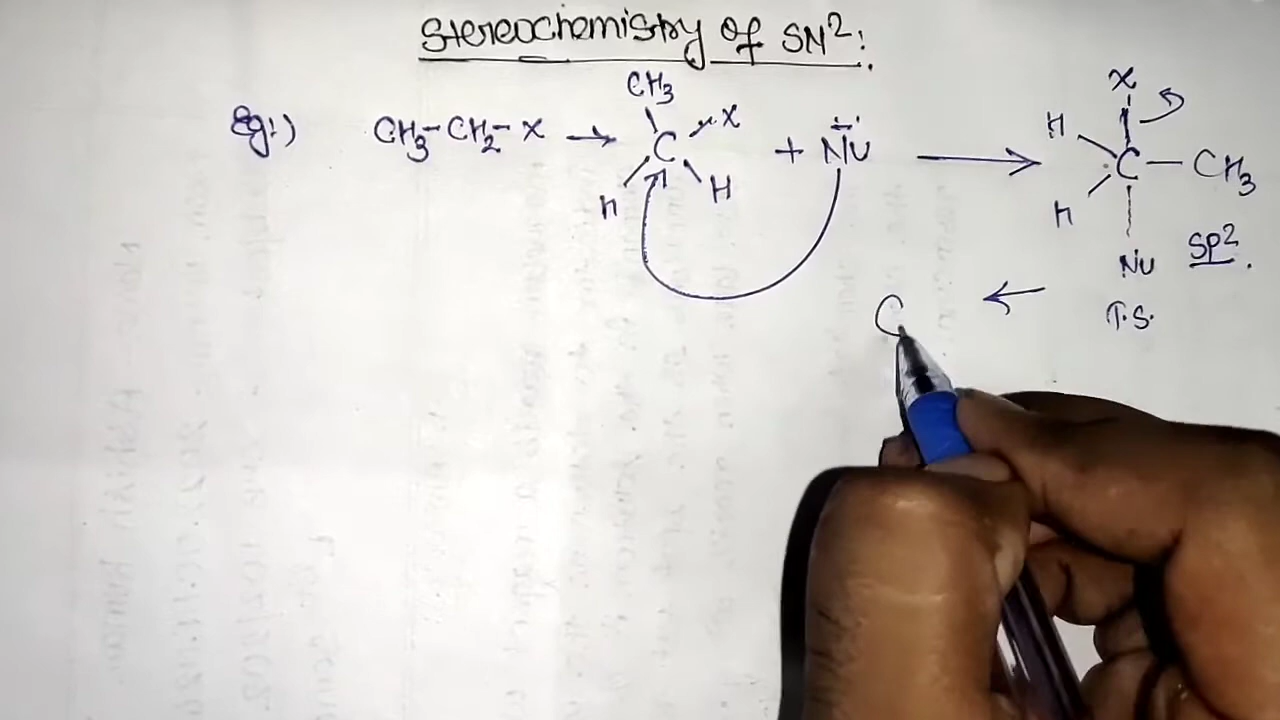 Stereochemistry of SN²:
Eg:) CH₃-CH₂-X → CH₃ C X H H + N̈u → X H C CH₃ H Nu
SP².
T.S.
C